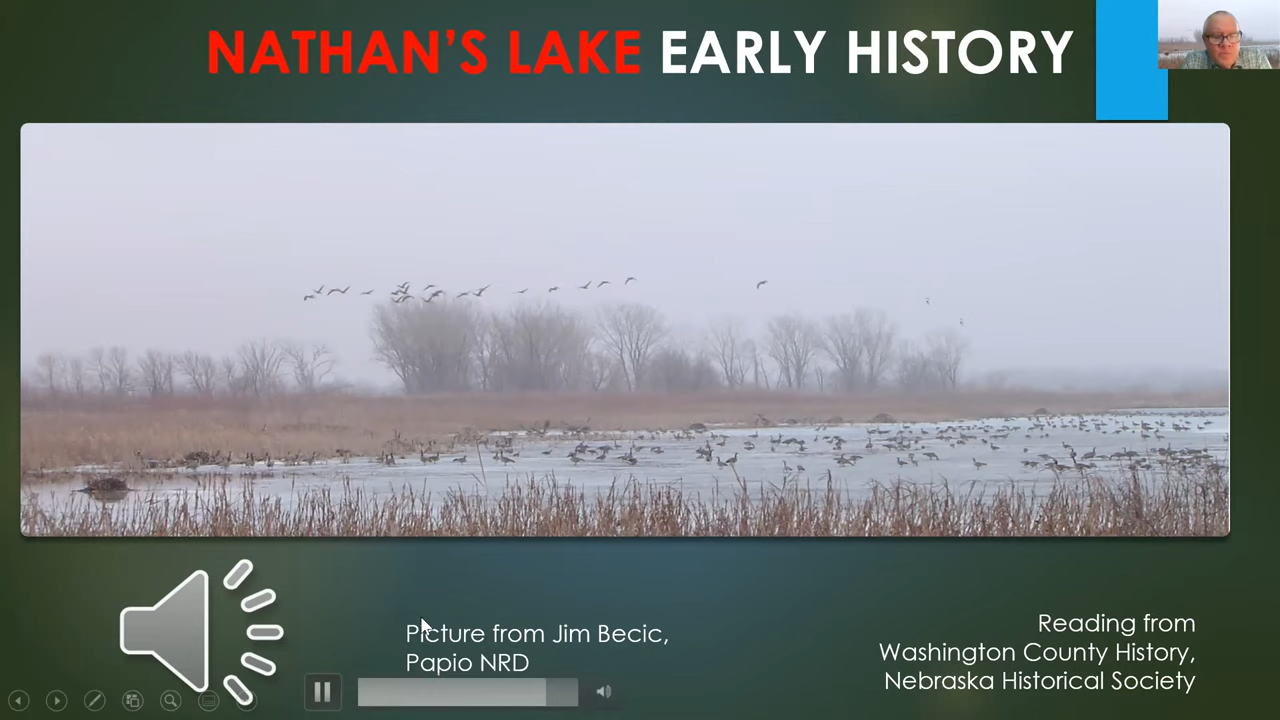 NATHAN'S LAKE EARLY HISTORY
Picture from Jim Becic,
Papio NRD
Reading from
Washington County History,
Nebraska Historical Society